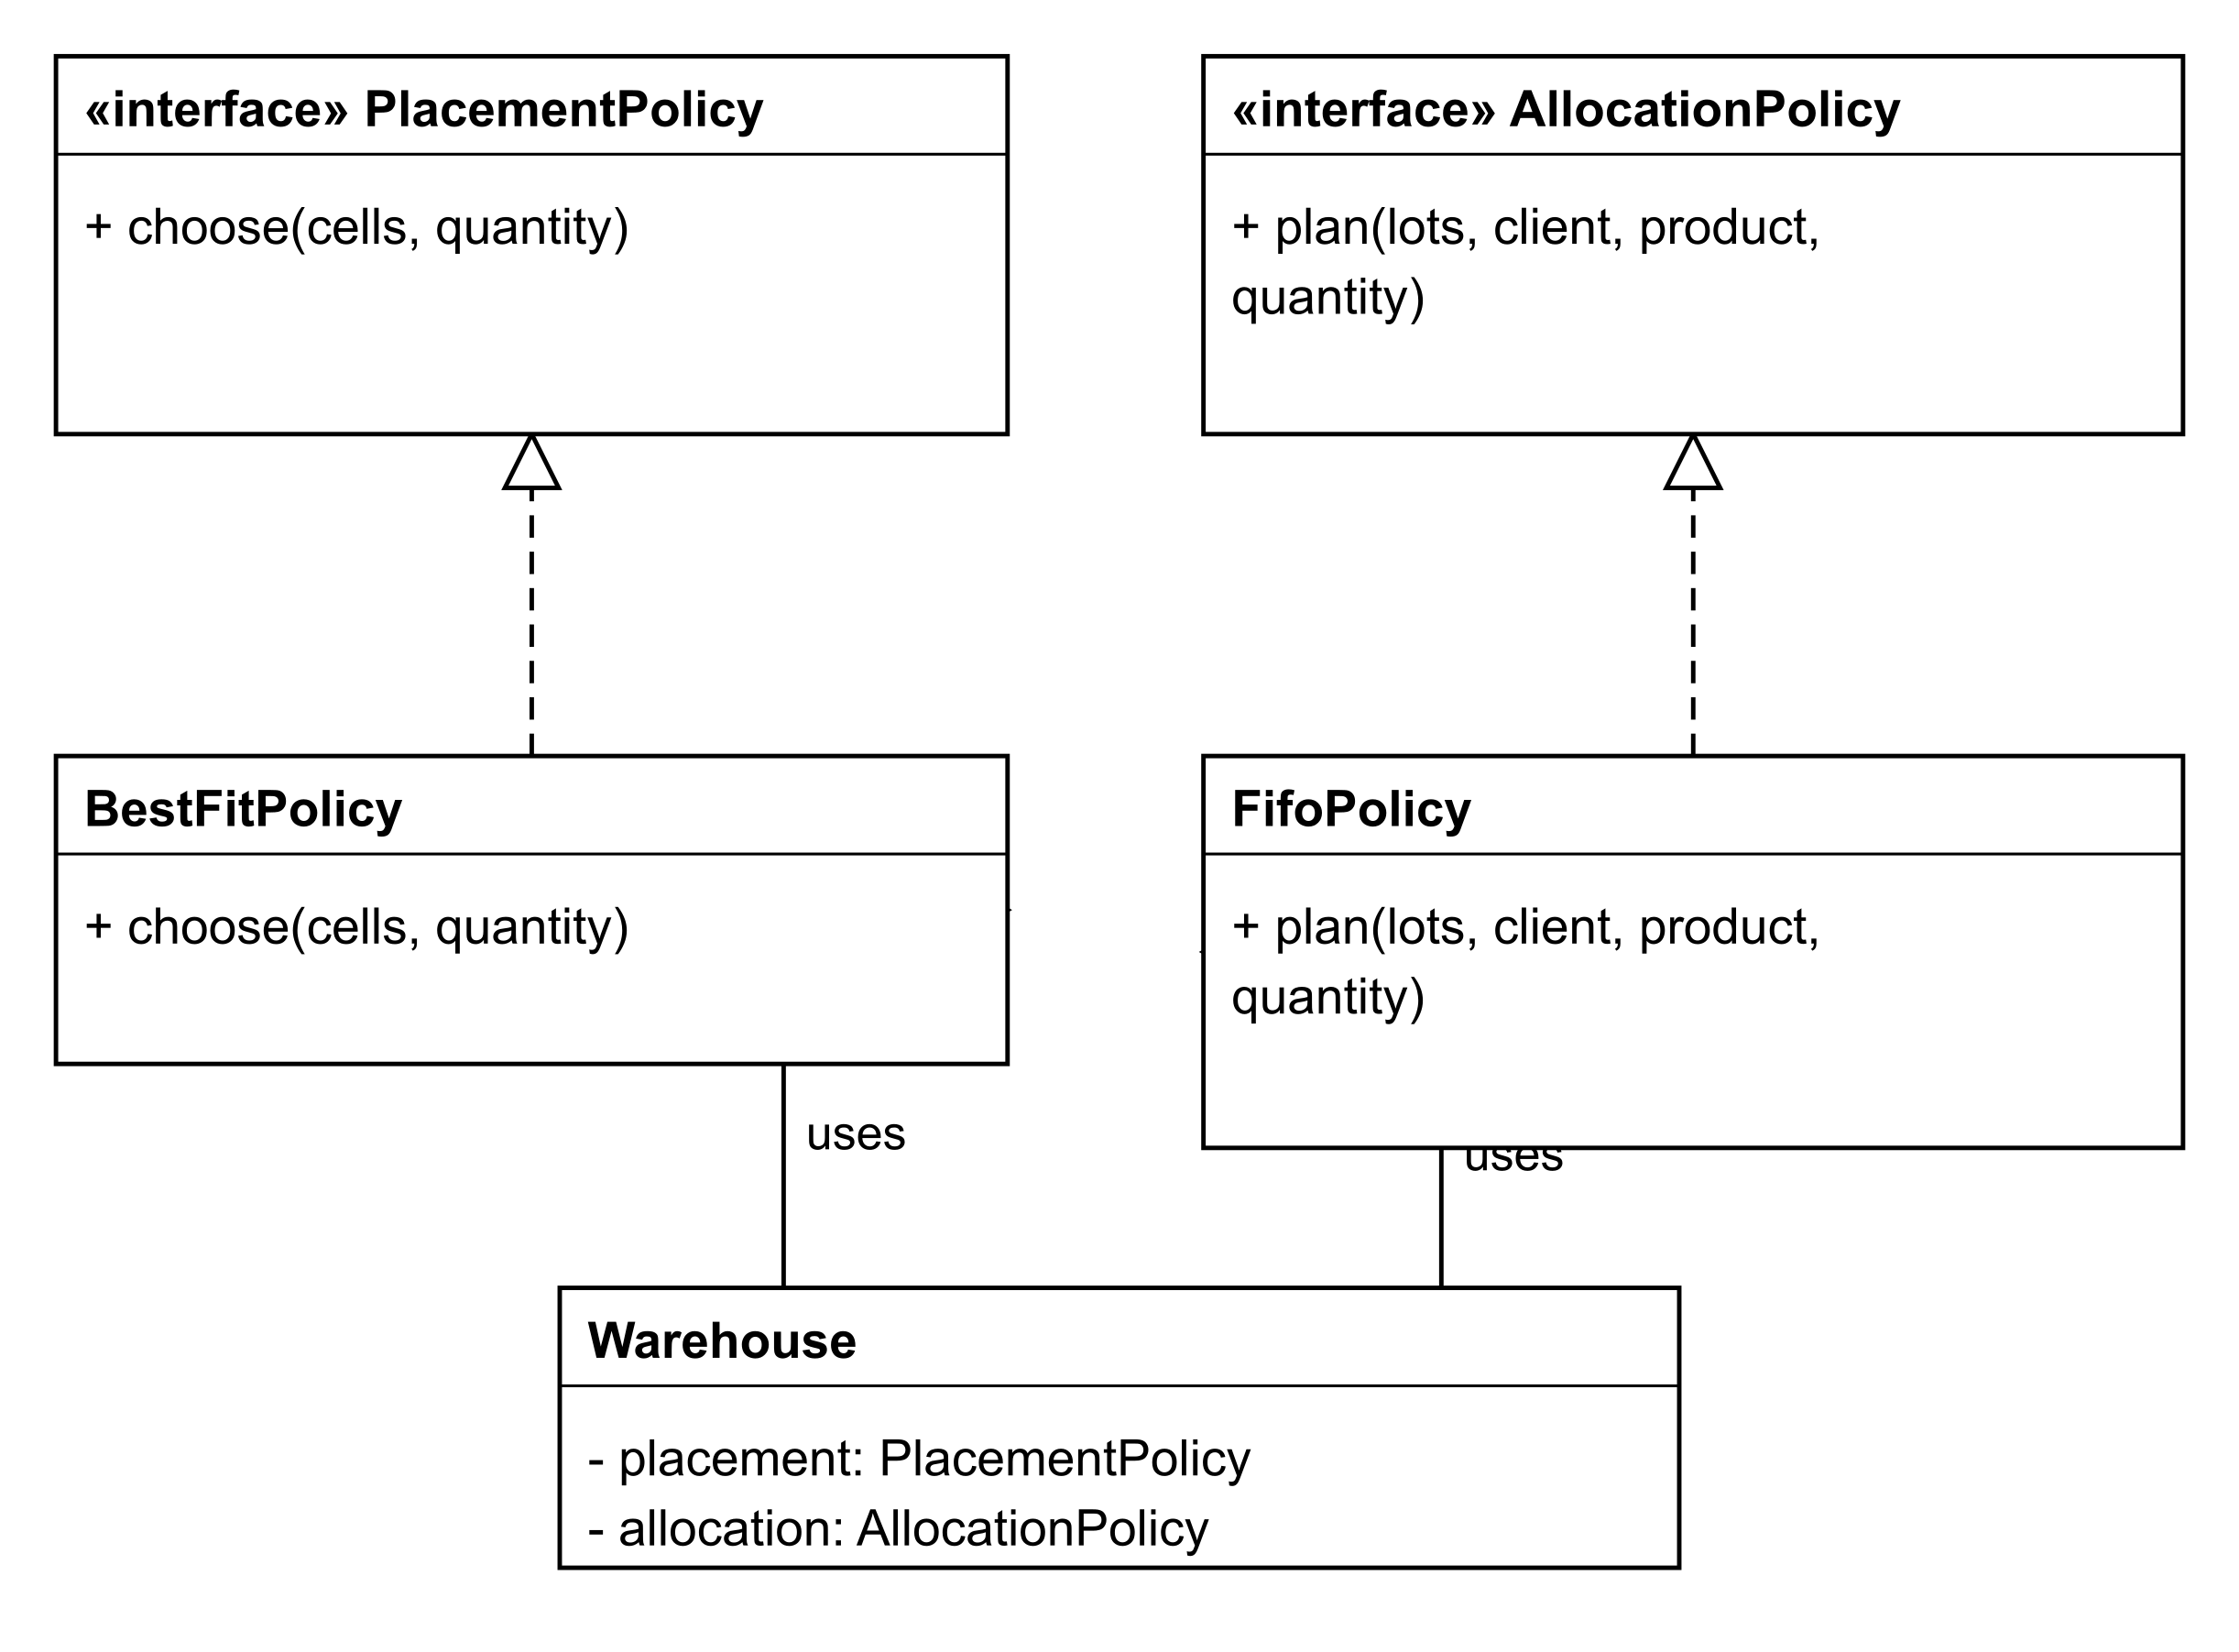 «interface» PlacementPolicy
+ choose(cells, quantity)
«interface» AllocationPolicy
+ plan(lots, client, product,
quantity)
BestFitPolicy
+ choose(cells, quantity)
FifoPolicy
+ plan(lots, client, product,
quantity)
uses
uses
Warehouse
- placement: PlacementPolicy
- allocation: AllocationPolicy